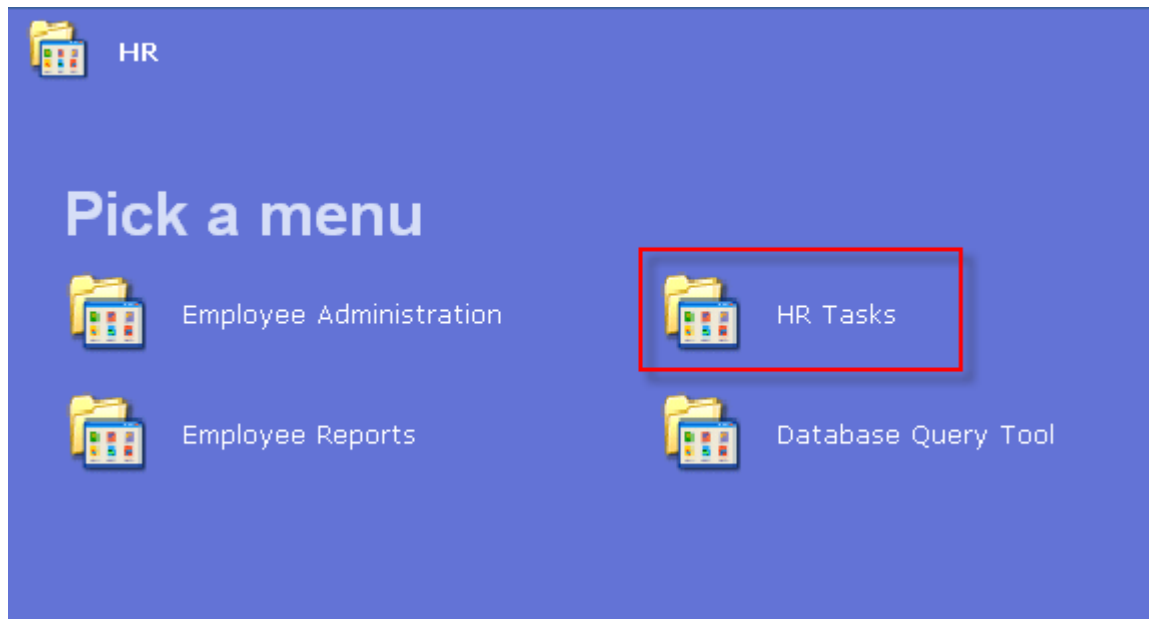 HR
Pick a menu
Employee Administration
HR Tasks
Employee Reports
Database Query Tool